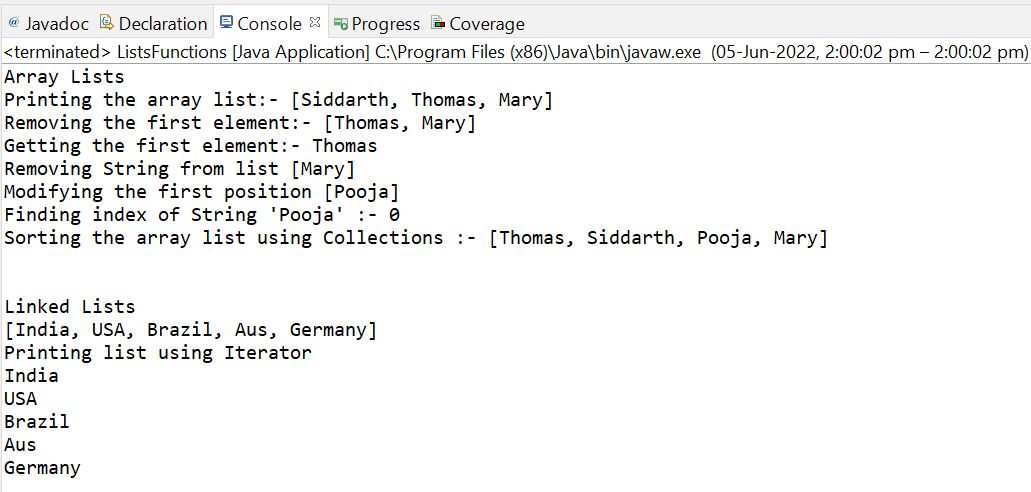 @ Javadoc Declaration Console Progress Coverage
<terminated> ListsFunctions [Java Application] C:\Program Files (x86)\Java\bin\javaw.exe (05-Jun-2022, 2:00:02 pm – 2:00:02 pm)
Array Lists
Printing the array list:- [Siddarth, Thomas, Mary]
Removing the first element:- [Thomas, Mary]
Getting the first element:- Thomas
Removing String from list [Mary]
Modifying the first position [Pooja]
Finding index of String 'Pooja' :- 0
Sorting the array list using Collections :- [Thomas, Siddarth, Pooja, Mary]
Linked Lists
[India, USA, Brazil, Aus, Germany]
Printing list using Iterator
India
USA
Brazil
Aus
Germany